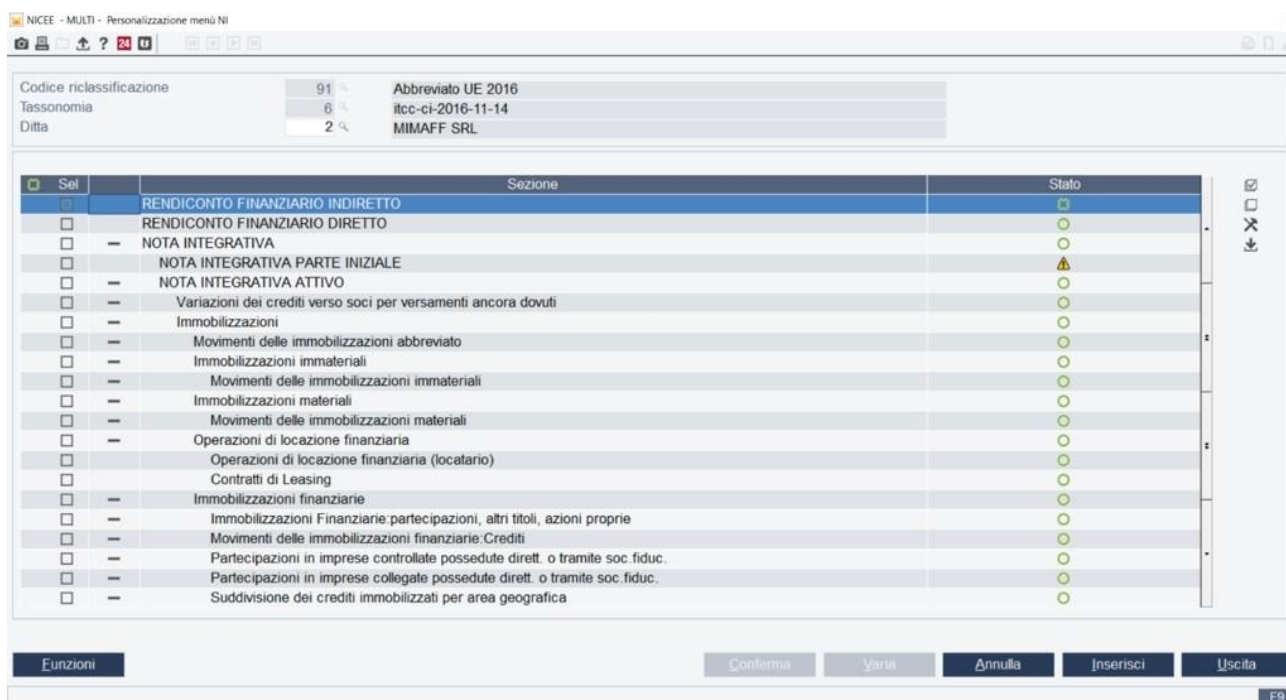 NICEE - MULTI - Personalizzazione menù NI
? 24 U
Codice riclassificazione 91 Abbreviato UE 2016
Tassonomia 6 itcc-ci-2016-11-14
Ditta 2 MIMAFF SRL
Sel Sezione Stato
RENDICONTO FINANZIARIO INDIRETTO
RENDICONTO FINANZIARIO DIRETTO
NOTA INTEGRATIVA
NOTA INTEGRATIVA PARTE INIZIALE
NOTA INTEGRATIVA ATTIVO
Variazioni dei crediti verso soci per versamenti ancora dovuti
Immobilizzazioni
Movimenti delle immobilizzazioni abbreviato
Immobilizzazioni immateriali
Movimenti delle immobilizzazioni immateriali
Immobilizzazioni materiali
Movimenti delle immobilizzazioni materiali
Operazioni di locazione finanziaria
Operazioni di locazione finanziaria (locatario)
Contratti di Leasing
Immobilizzazioni finanziarie
Immobilizzazioni Finanziarie:partecipazioni, altri titoli, azioni proprie
Movimenti delle immobilizzazioni finanziarie:Crediti
Partecipazioni in imprese controllate possedute dirett. o tramite soc.fiduc.
Partecipazioni in imprese collegate possedute dirett. o tramite soc.fiduc.
Suddivisione dei crediti immobilizzati per area geografica
Funzioni Conferma Varia Annulla Inserisci Uscita
F9